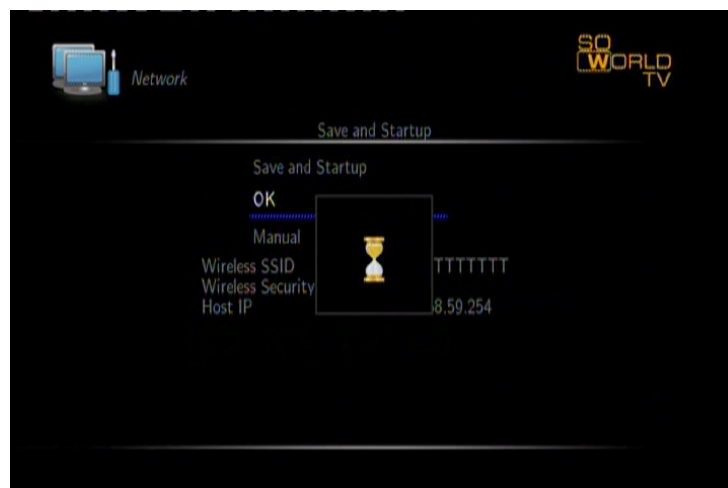 Network
SO
WORLD
TV
Save and Startup
Save and Startup
OK
Manual
Wireless SSID TTTTTTT
Wireless Security
Host IP 8.59.254